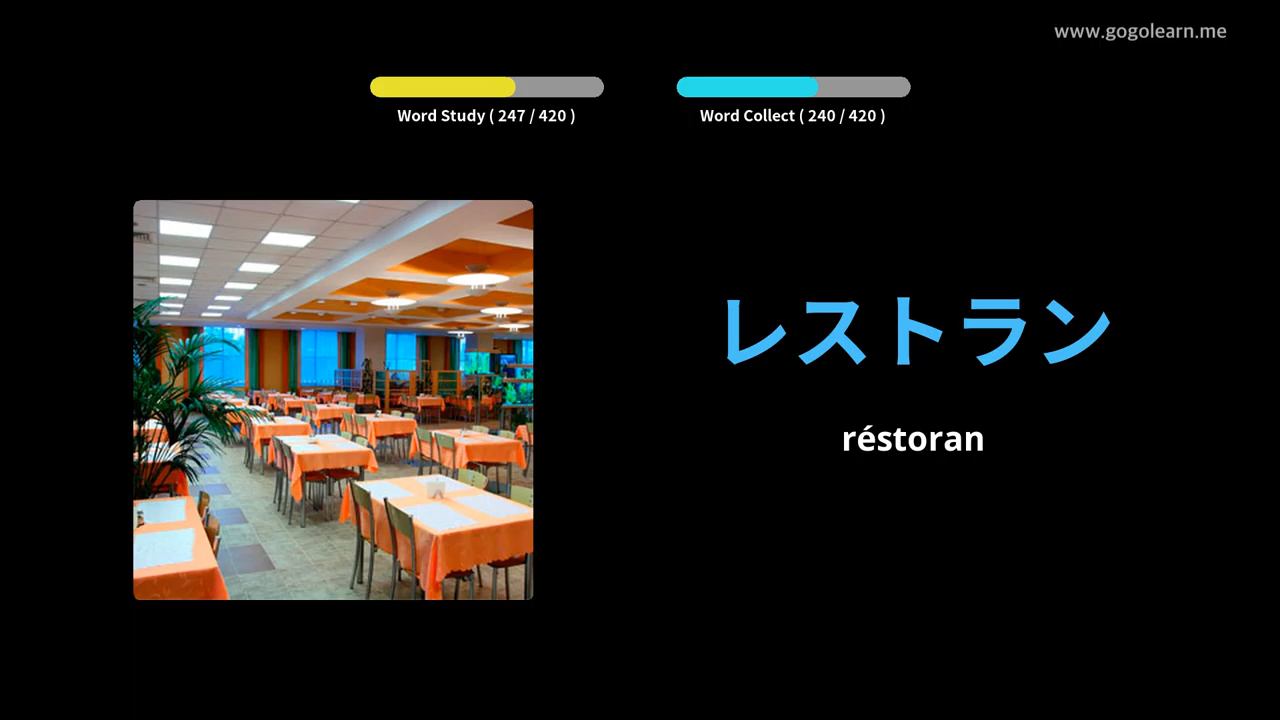 www.gogolearn.me
Word Study ( 247 / 420 )
Word Collect ( 240 / 420 )
レストラン
réstoran